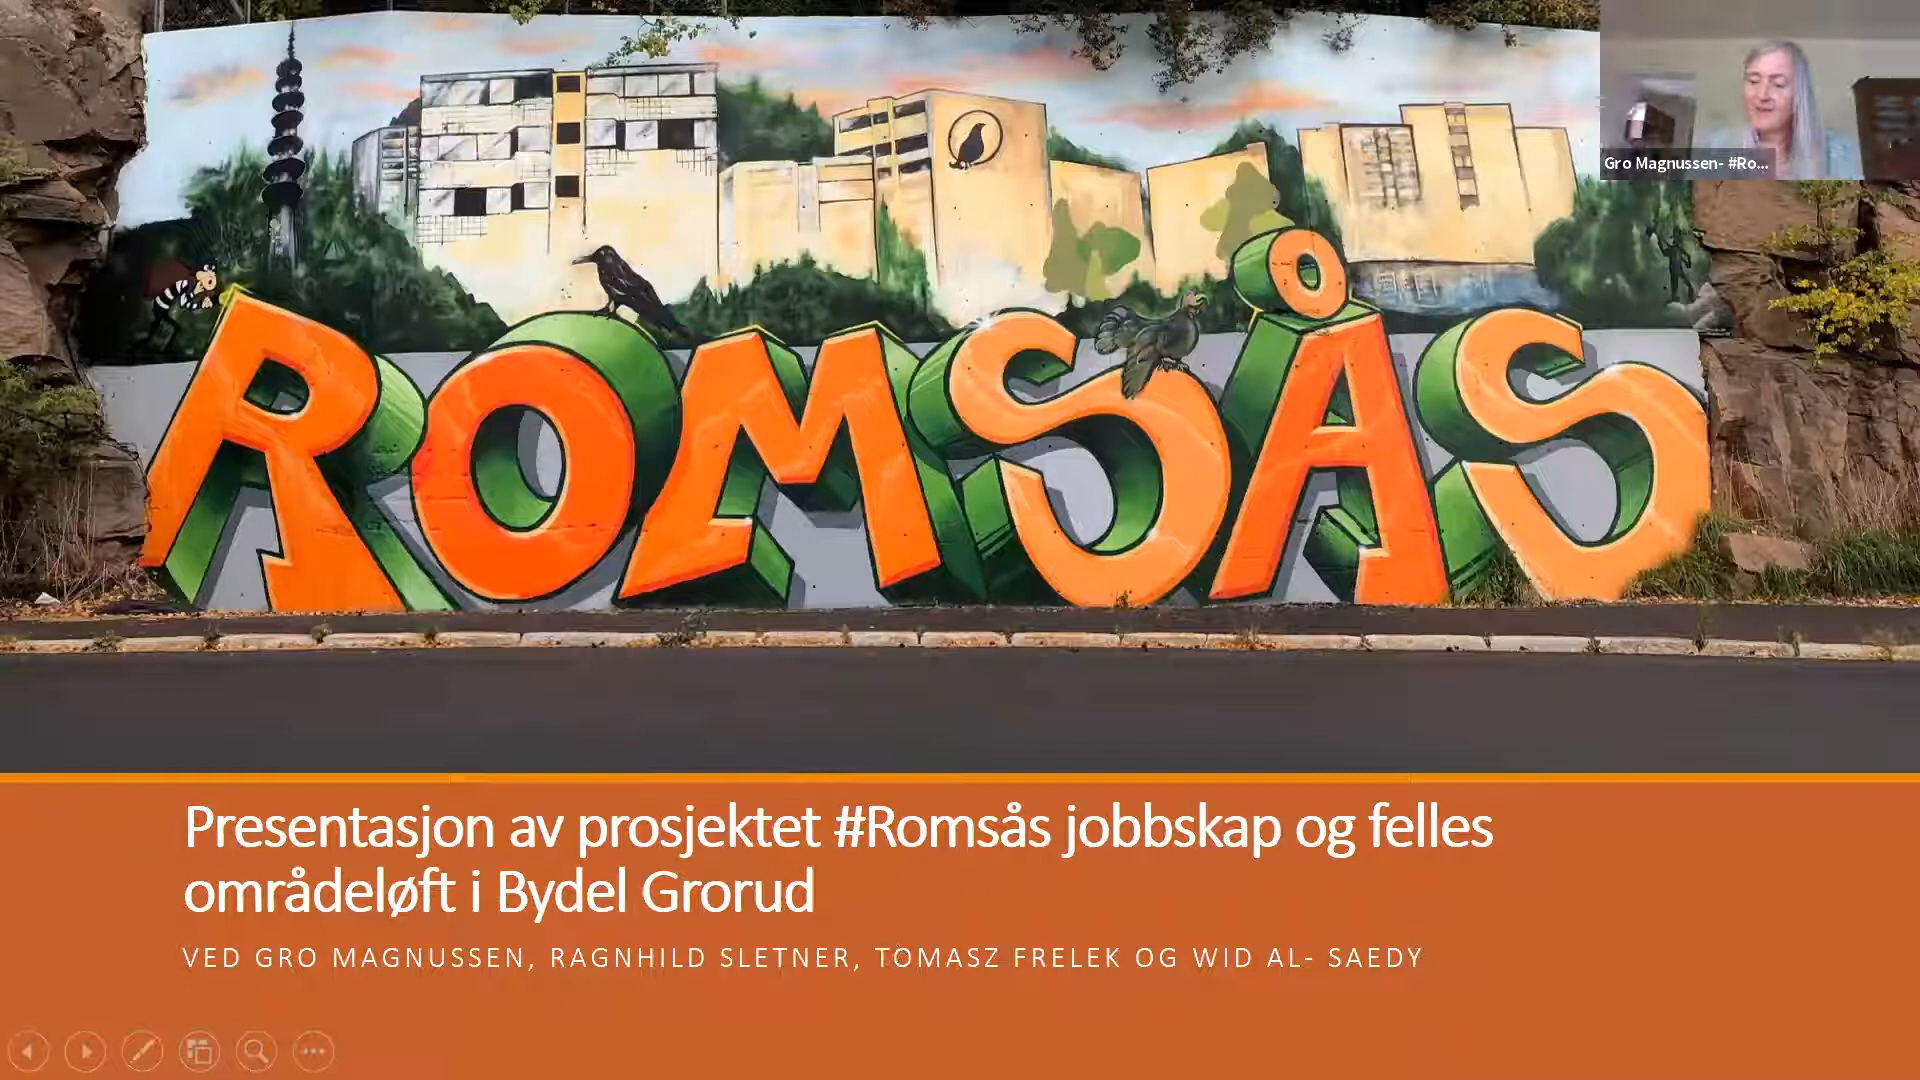 Gro Magnussen- #Ro...
ROMSÅS
Presentasjon av prosjektet #Romsås jobbskap og felles
områdeløft i Bydel Grorud
VED GRO MAGNUSSEN, RAGNHILD SLETNER, TOMASZ FRELEK OG WID AL- SAEDY